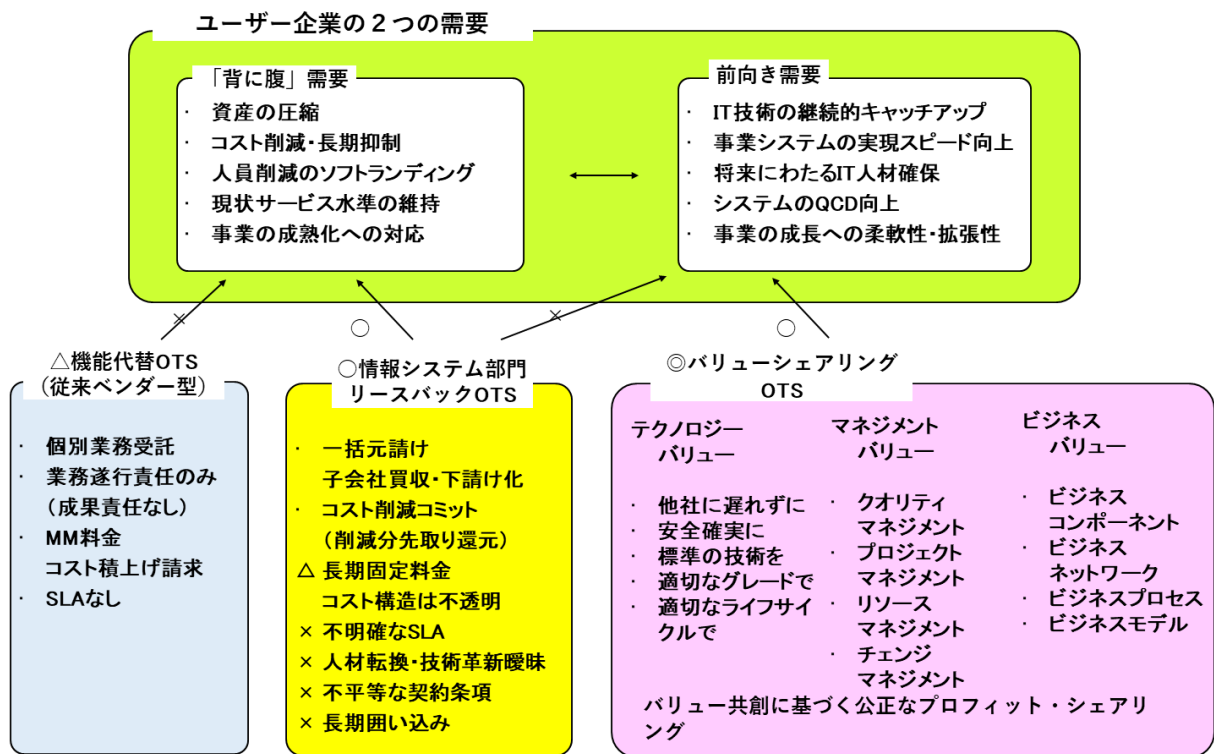 ユーザー企業の２つの需要
「背に腹」需要
· 資産の圧縮
· コスト削減・長期抑制
· 人員削減のソフトランディング
· 現状サービス水準の維持
· 事業の成熟化への対応
前向き需要
· IT技術の継続的キャッチアップ
· 事業システムの実現スピード向上
· 将来にわたるIT人材確保
· システムのQCD向上
· 事業の成長への柔軟性・拡張性
×
○
×
○
△機能代替OTS
（従来ベンダー型）
· 個別業務受託
· 業務遂行責任のみ
（成果責任なし）
· MM料金
コスト積上げ請求
· SLAなし
○情報システム部門
リースバックOTS
· 一括元請け
子会社買収・下請け化
· コスト削減コミット
（削減分先取り還元）
△ 長期固定料金
コスト構造は不透明
× 不明確なSLA
× 人材転換・技術革新曖昧
× 不平等な契約条項
× 長期囲い込み
◎バリューシェアリング
OTS
テクノロジー
バリュー
· 他社に遅れずに
· 安全確実に
· 標準の技術を
· 適切なグレードで
· 適切なライフサイ
クルで
マネジメント
バリュー
· クオリティ
マネジメント
· プロジェクト
マネジメント
· リソース
マネジメント
· チェンジ
マネジメント
ビジネス
バリュー
· ビジネス
コンポーネント
· ビジネス
ネットワーク
· ビジネスプロセス
· ビジネスモデル
バリュー共創に基づく公正なプロフィット・シェアリ
ング